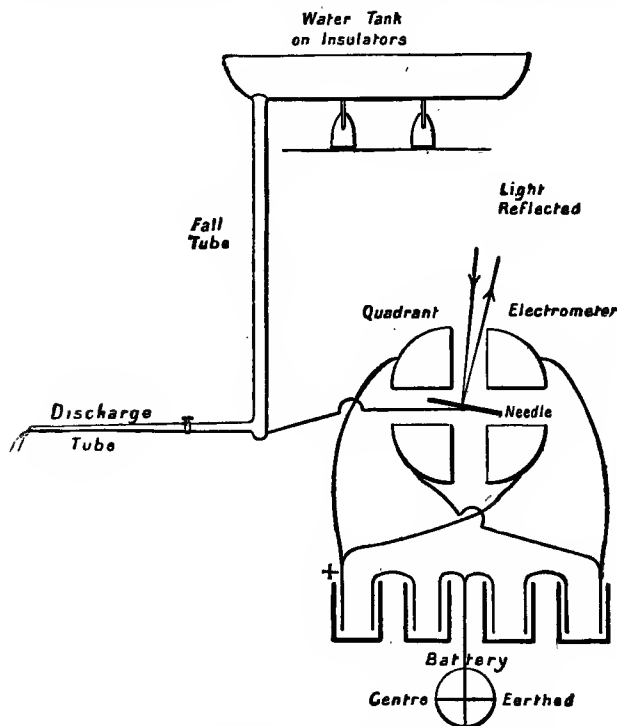 Water Tank
on Insulators
Light
Reflected
Fall
Tube
Quadrant Electrometer
Needle
Discharge
Tube
+
Battery
Centre Earthed